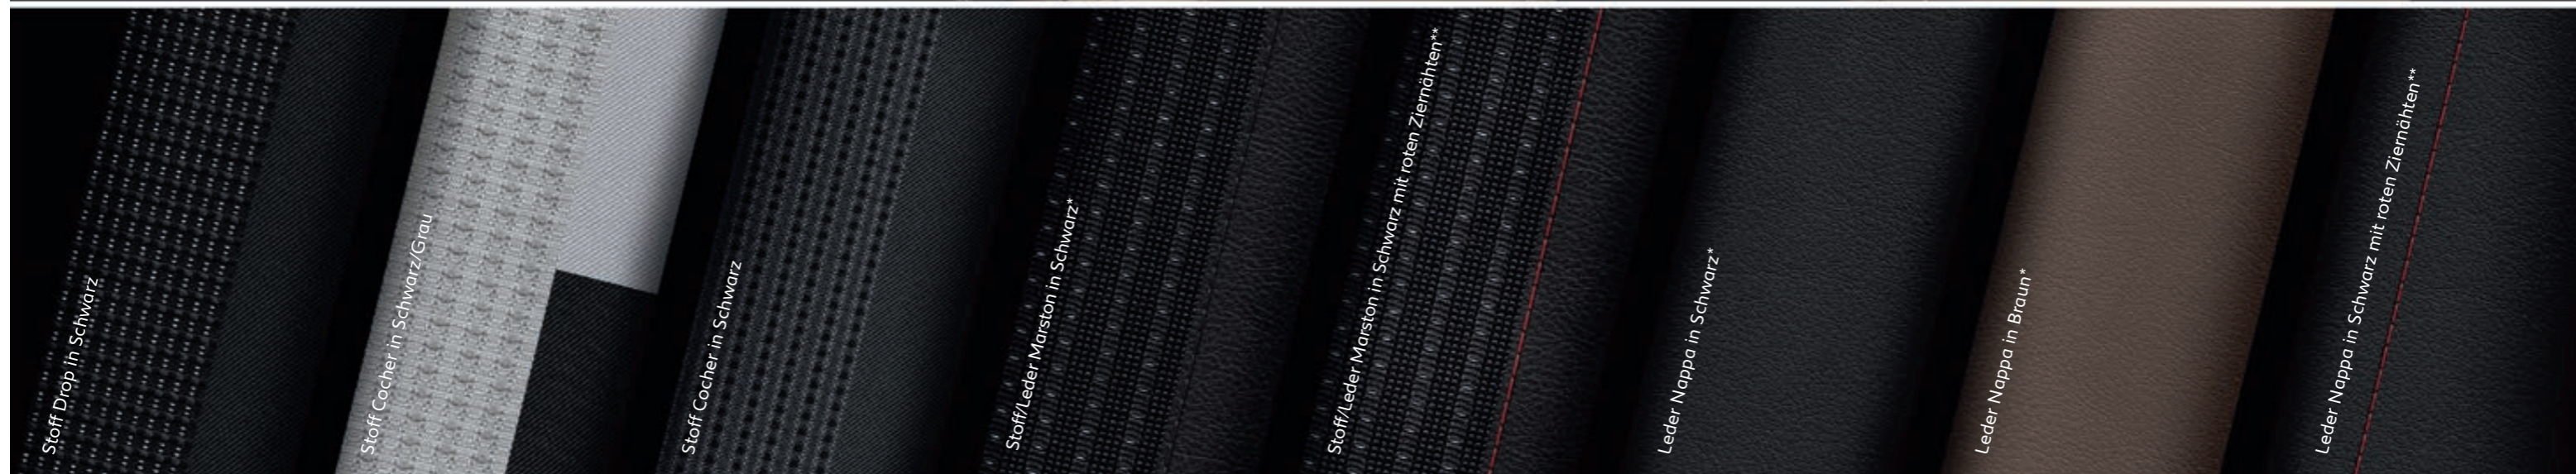 Stoff Drop in Schwarz
Stoff Cocher in Schwarz/Grau
Stoff Cocher in Schwarz
Stoff/Leder Marston in Schwarz*
Stoff/Leder Marston in Schwarz mit roten Ziernähten**
Leder Nappa in Schwarz*
Leder Nappa in Braun*
Leder Nappa in Schwarz mit roten Ziernähten**